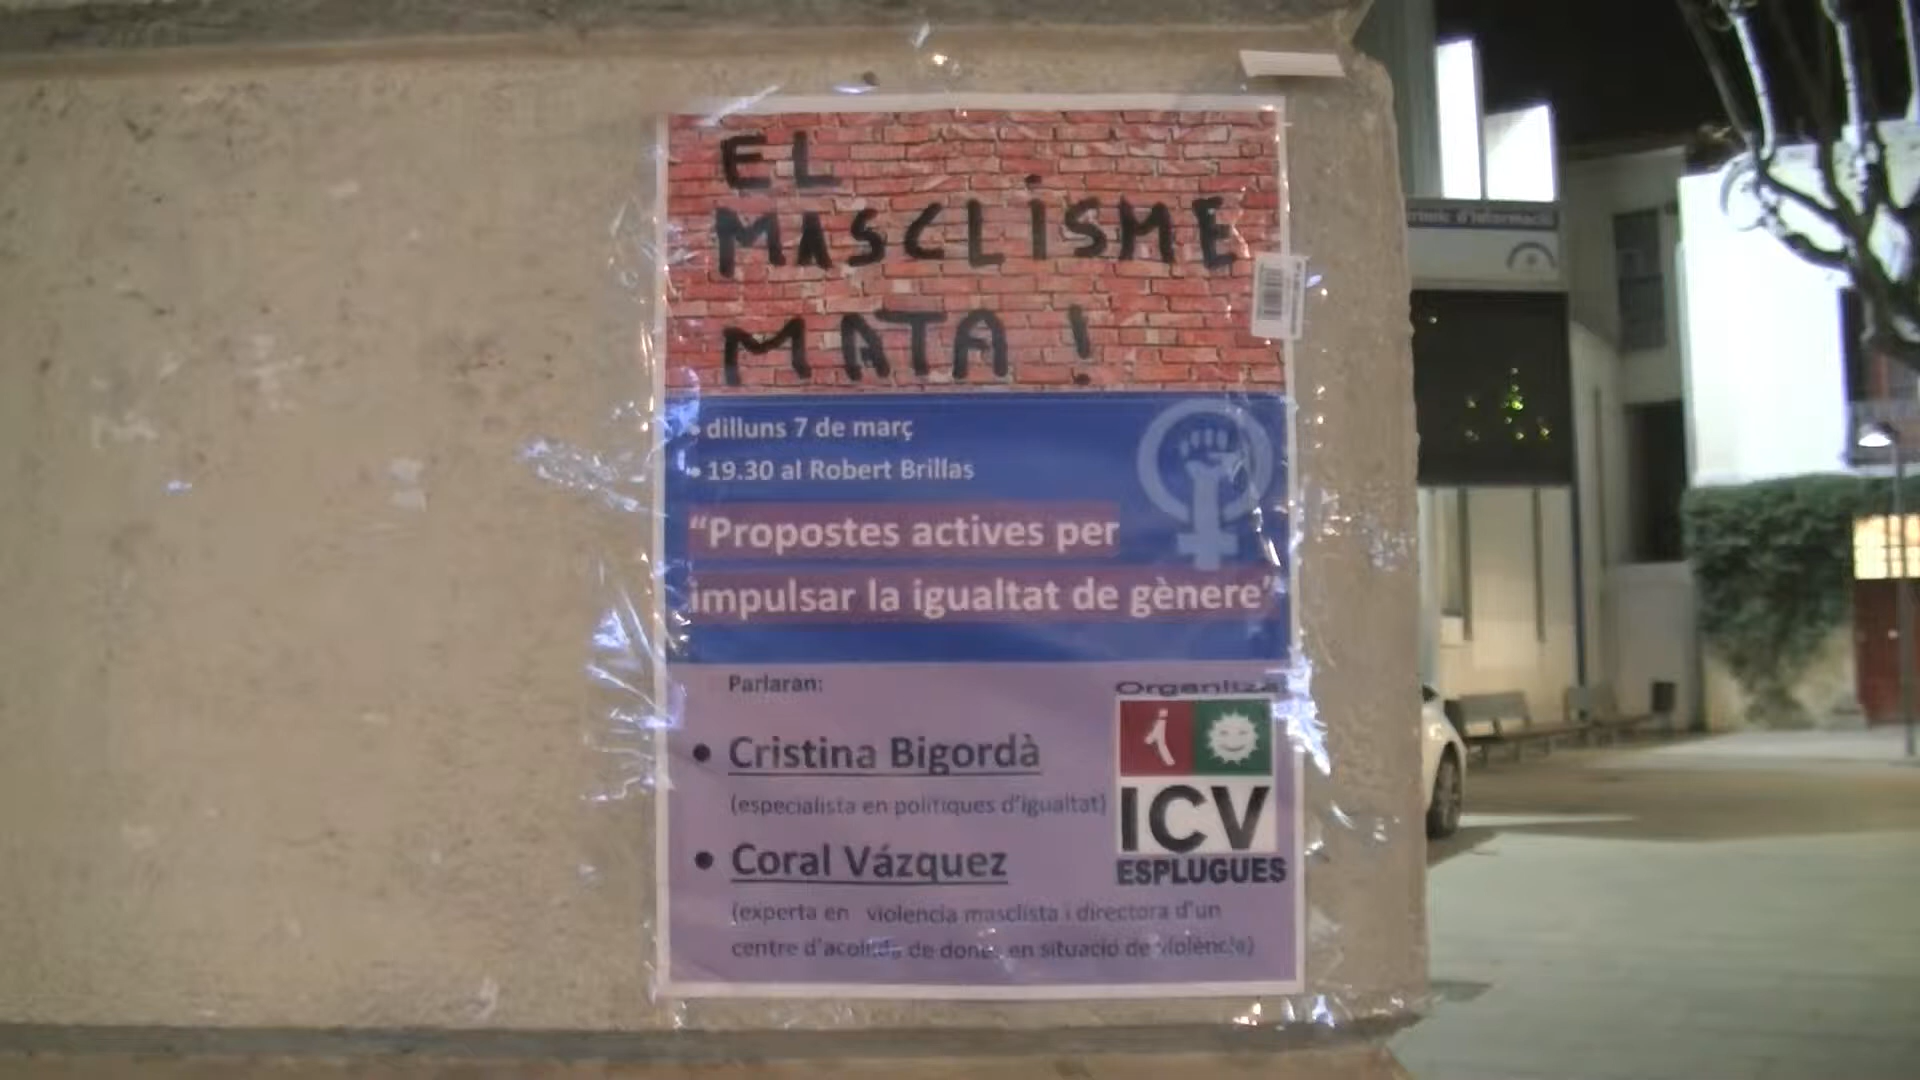 EL
MASCLISME
MATA !
• dilluns 7 de març
• 19.30 al Robert Brillas
“Propostes actives per
impulsar la igualtat de gènere”
Parlaran:
• Cristina Bigordà
(especialista en polítiques d'igualtat)
• Coral Vázquez
(experta en violencia masclista i directora d'un
centre d'acollida de dones en situació de violència)
Organitza
i
ICV
ESPLUGUES
d'informació